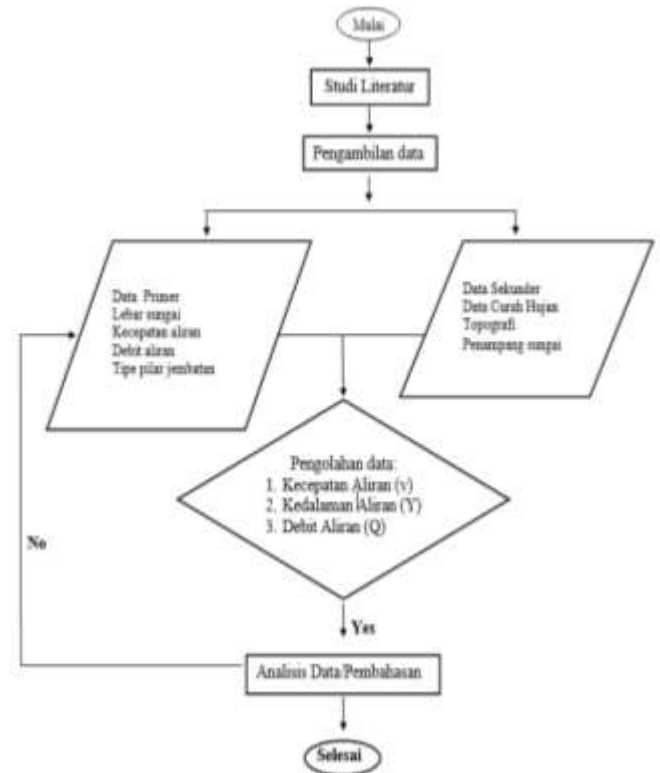 Mulai
Studi Literatur
Pengambilan data
Data Primer
Lebar sungai
Kecepatan aliran
Debit aliran
Tipe pilar jembatan
Data Sekunder
Data Curah Hujan
Topografi
Penampang sungai
Pengolahan data:
1. Kecepatan Aliran (v)
2. Kedalaman Aliran (Y)
3. Debit Aliran (Q)
No
Yes
Analisis Data/Pembahasan
Selesai